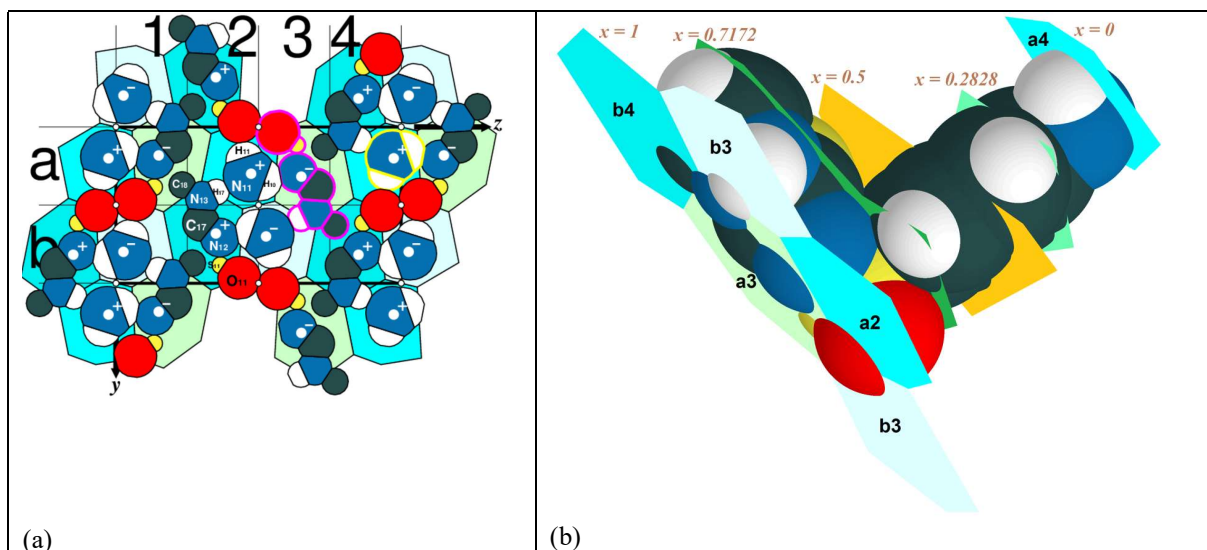 1 2 3 4
z
a
H11
C18
H17
N11
H10
N13
b
C17
N12
S11
O11
y
(a)
x = 1
x = 0.7172
a4
x = 0
x = 0.5
x = 0.2828
b4
b3
a3
a2
b3
(b)